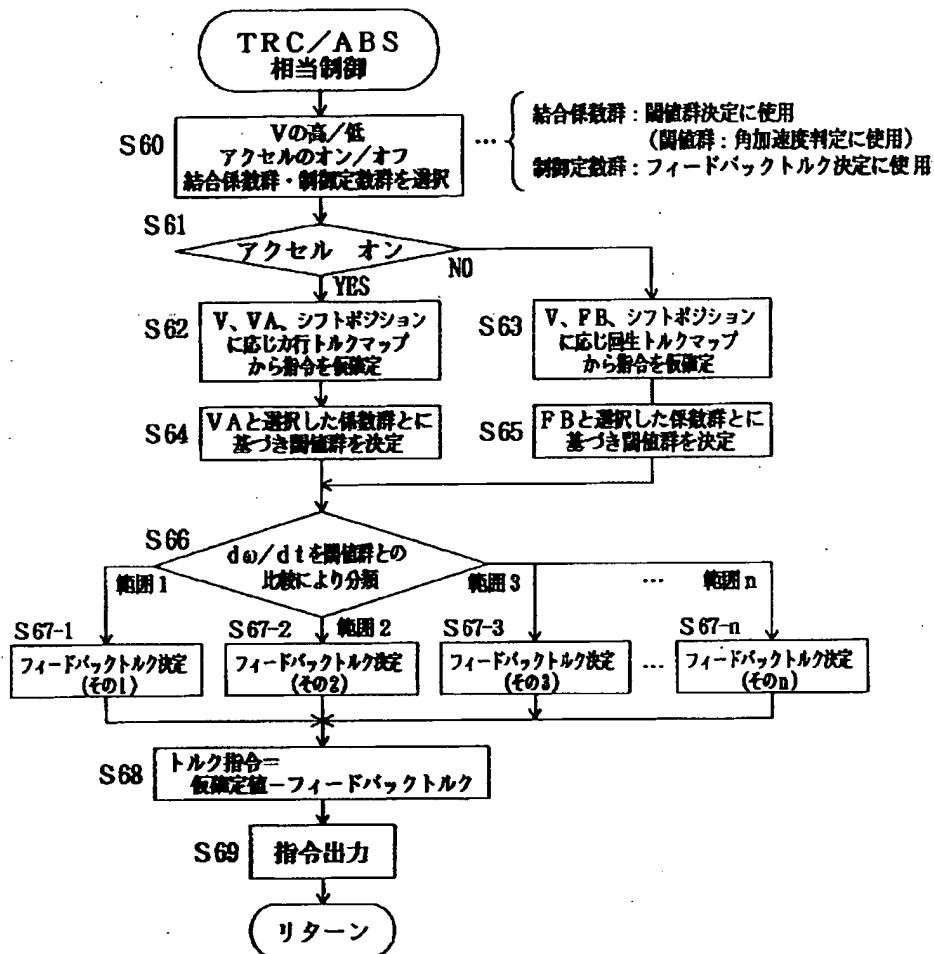 TRC/ABS
相当制御
S60
Vの高/低
アクセルのオン/オフ
結合係数群・制御定数群を選択
…
結合係数群:閾値群決定に使用
(閾値群:角加速度判定に使用)
制御定数群:フィードバックトルク決定に使用
S61
アクセル オン
NO
YES
S62
V、VA、シフトポジション
に応じ力行トルクマップ
から指令を仮確定
S63
V、FB、シフトポジション
に応じ回生トルクマップ
から指令を仮確定
S64
VAと選択した係数群とに
基づき閾値群を決定
S65
FBと選択した係数群とに
基づき閾値群を決定
S66
dω/dtを閾値群との
比較により分類
範囲1
範囲2
範囲3
…
範囲n
S67-1
フィードバックトルク決定
(その1)
S67-2
フィードバックトルク決定
(その2)
S67-3
フィードバックトルク決定
(その3)
…
S67-n
フィードバックトルク決定
(そのn)
S68
トルク指令=
仮確定値-フィードバックトルク
S69
指令出力
リターン